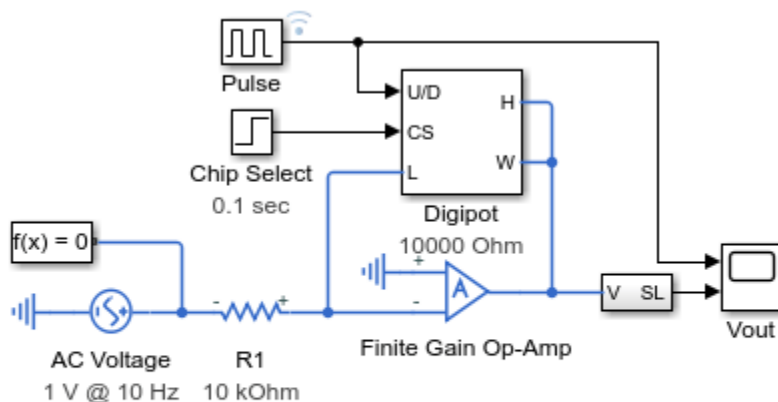 Pulse
U/D
H
CS
W
L
Chip Select
0.1 sec
Digipot
10000 Ohm
f(x) = 0
+
-
+
-
A
V SL
Vout
AC Voltage
1 V @ 10 Hz
R1
10 kOhm
Finite Gain Op-Amp